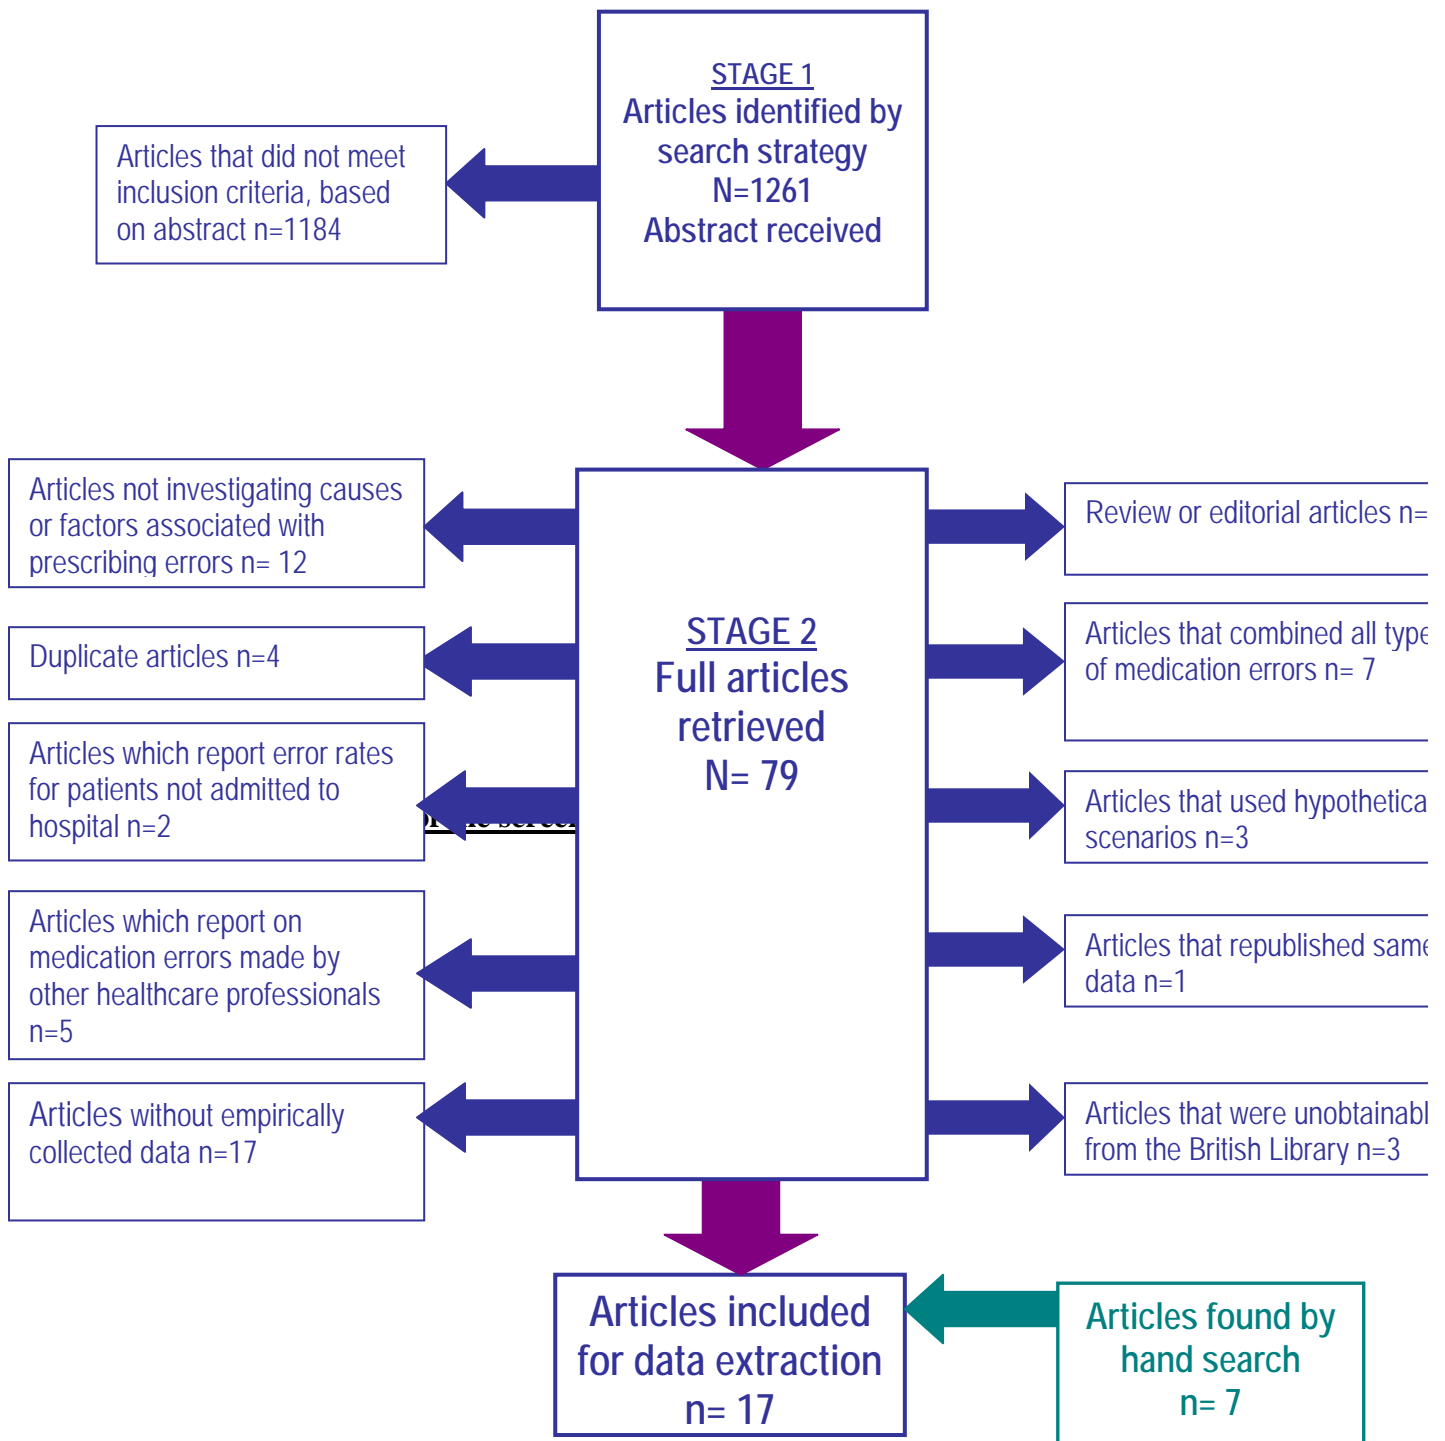 STAGE 1
Articles identified by
search strategy
N=1261
Abstract received
Articles that did not meet
inclusion criteria, based
on abstract n=1184
Articles not investigating causes
or factors associated with
prescribing errors n= 12
Duplicate articles n=4
Articles which report error rates
for patients not admitted to
hospital n=2
Articles which report on
medication errors made by
other healthcare professionals
n=5
Articles without empirically
collected data n=17
STAGE 2
Full articles
retrieved
N= 79
Review or editorial articles n=
Articles that combined all type
of medication errors n= 7
Articles that used hypothetica
scenarios n=3
Articles that republished same
data n=1
Articles that were unobtainabl
from the British Library n=3
Articles included
for data extraction
n= 17
Articles found by
hand search
n= 7